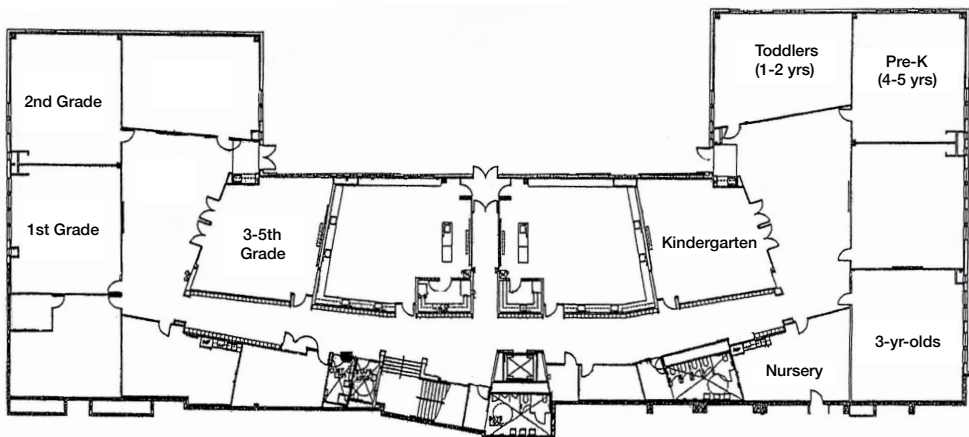 Toddlers
(1-2 yrs)
Pre-K
(4-5 yrs)
2nd Grade
1st Grade
3-5th
Grade
Kindergarten
3-yr-olds
Nursery